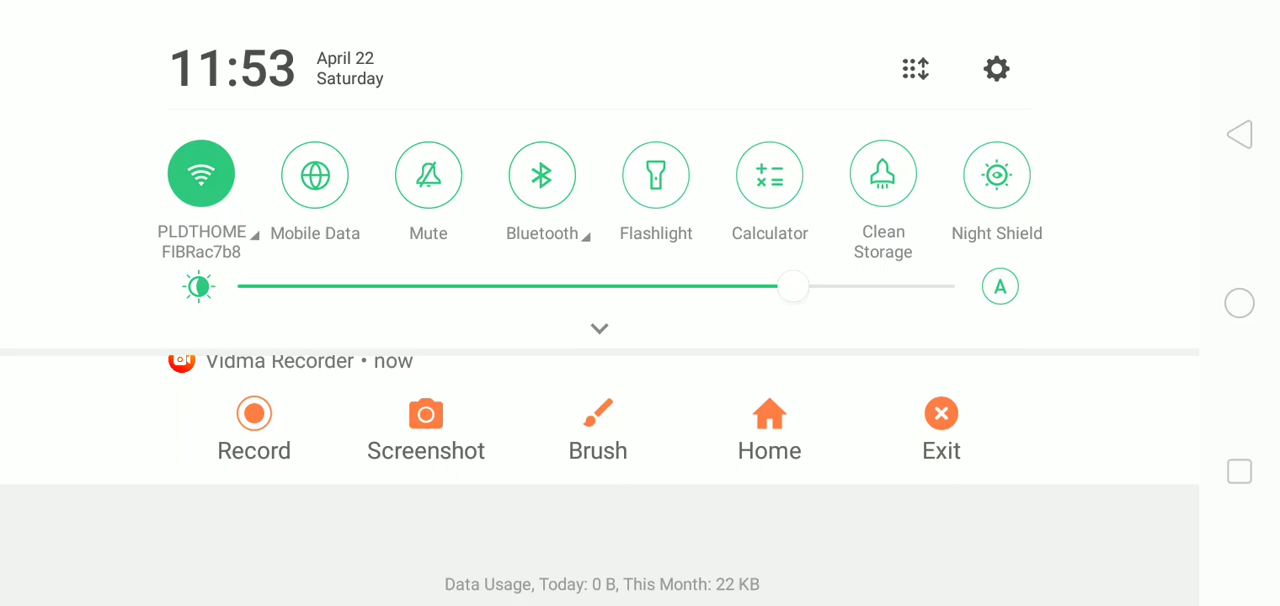 11:53
April 22
Saturday
PLDTHOME
FIBRac7b8
Mobile Data
Mute
Bluetooth
Flashlight
Calculator
Clean
Storage
Night Shield
A
Vidma Recorder • now
Record
Screenshot
Brush
Home
Exit
Data Usage, Today: 0 B, This Month: 22 KB